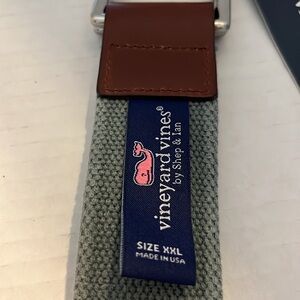 vineyard vines®
by Shep & Ian
SIZE XXL
MADE IN USA